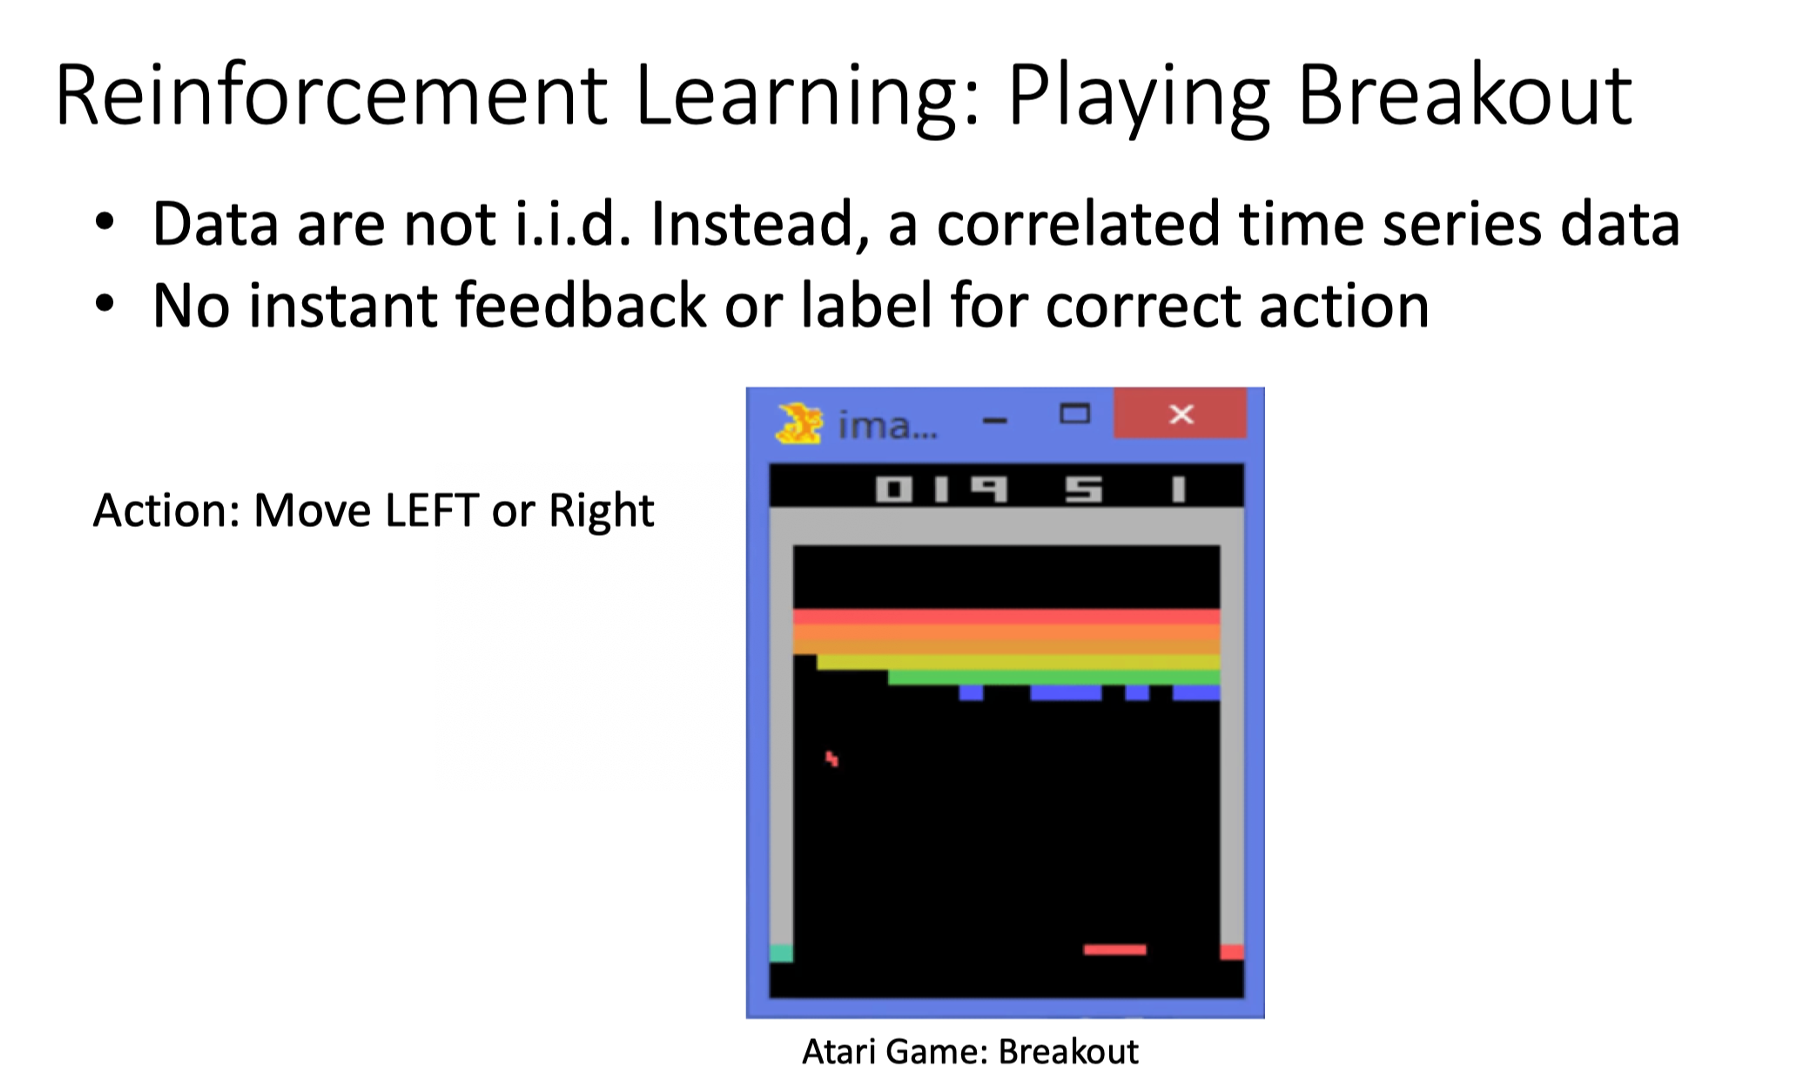 Reinforcement Learning: Playing Breakout
• Data are not i.i.d. Instead, a correlated time series data
• No instant feedback or label for correct action
ima...
019 5 1
Action: Move LEFT or Right
Atari Game: Breakout